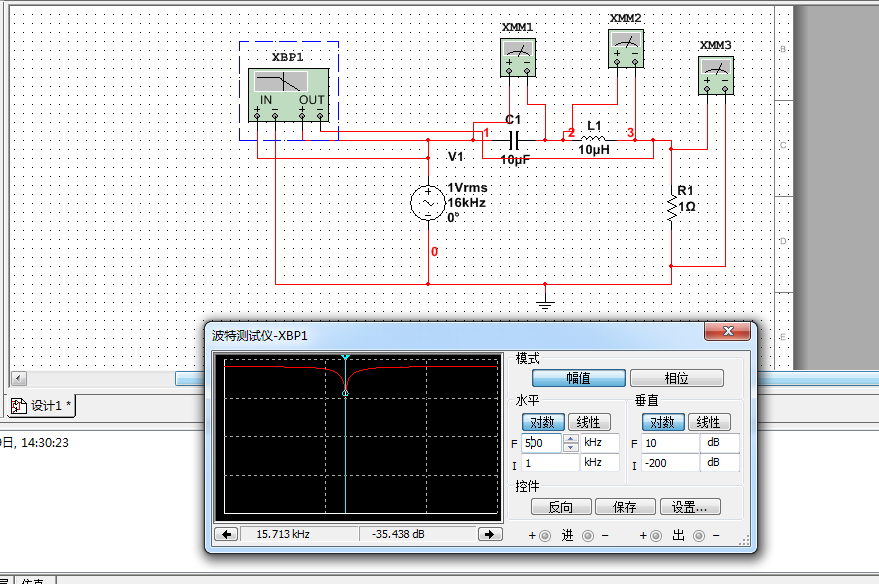 XMM1
XMM2
XMM3
XBP1
IN OUT
C1
10µF
L1
10µH
1
2
3
V1
1Vrms
16kHz
0°
R1
1Ω
0
B
C
D
E
设计1 *
日, 14:30:23
波特测试仪-XBP1
模式
幅值 相位
水平 垂直
对数 线性 对数 线性
F 500 kHz F 10 dB
I 1 kHz I -200 dB
控件
反向 保存 设置...
15.713 kHz -35.438 dB
+ 进 - + 出 -
仿真